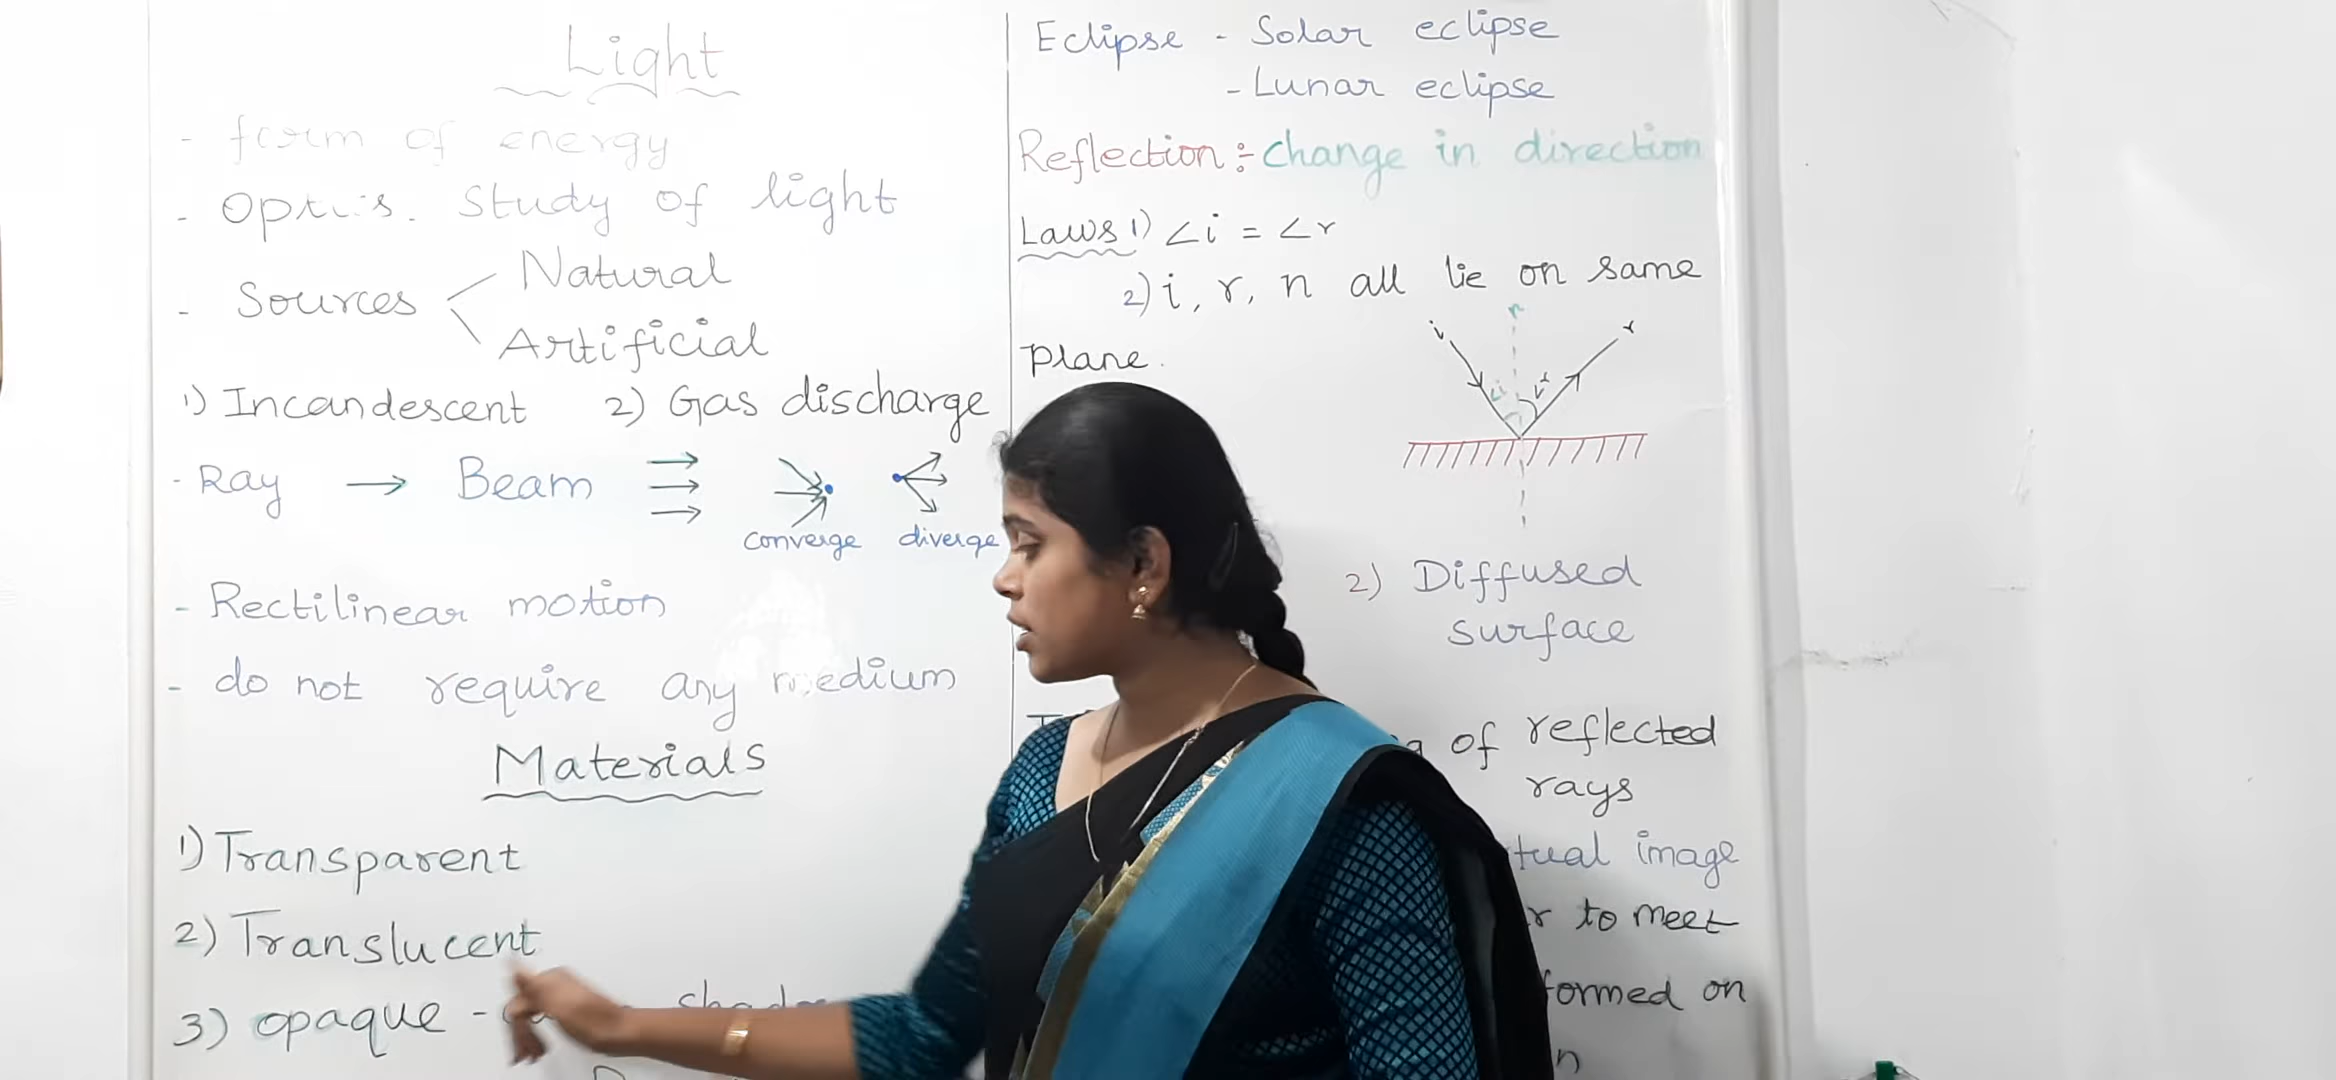 Light
- form of energy
- Optics. Study of light
- Sources
Natural
Artificial
1) Incandescent 2) Gas discharge
- Ray → Beam
converge diverge
- Rectilinear motion
- do not require any medium
Materials
1) Transparent
2) Translucent
3) opaque -
Eclipse - Solar eclipse
- Lunar eclipse
Reflection : change in direction
Laws 1) ∠i = ∠r
2) i, r, n all lie on same
plane.
i n r
∠i ∠r
2) Diffused
surface
of reflected
rays
image
to meet
formed on